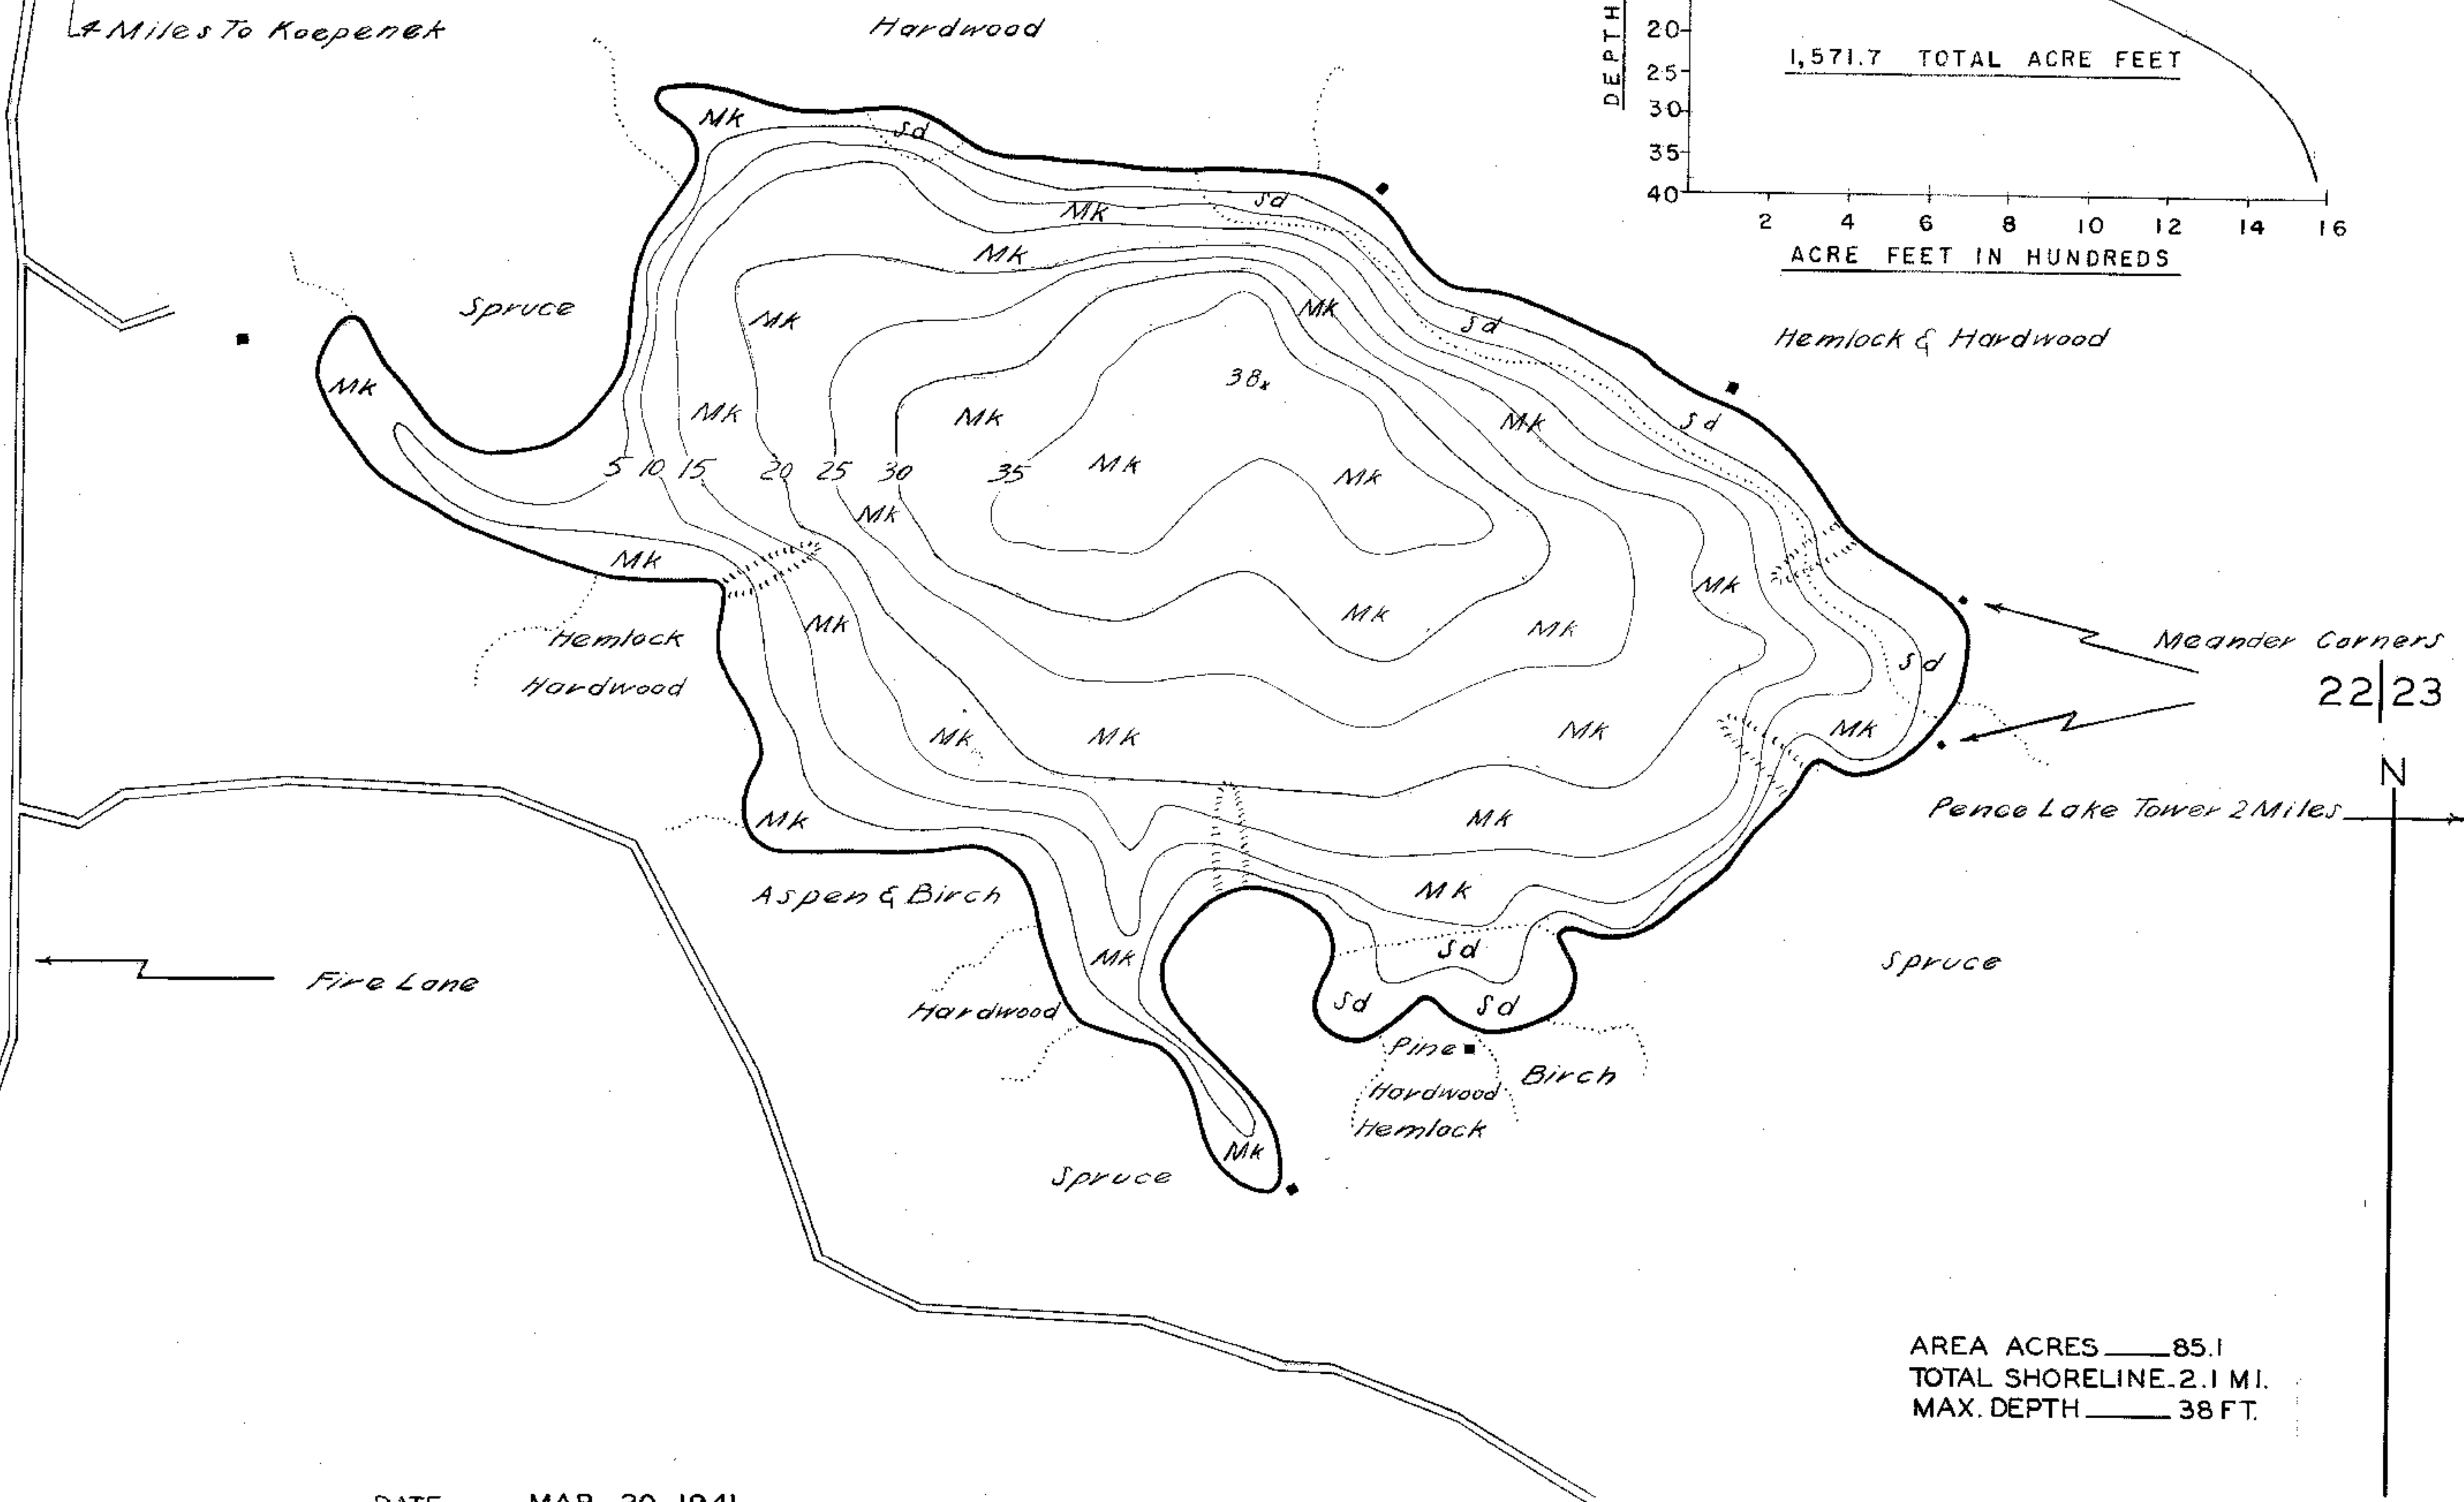 4 Miles To Koepenek
Hardwood
DEPTH
20
25
30
35
40
1,571.7 TOTAL ACRE FEET
2 4 6 8 10 12 14 16
ACRE FEET IN HUNDREDS
Mk
Sd
Sd
Mk
Mk
Spruce
Mk
Mk
Sd
Hemlock & Hardwood
Mk
38x
Mk
Mk
Mk
Sd
5 10 15 20 25 30 35
Mk
Mk
Mk
Mk
Mk
Mk
Mk
Mk
Hemlock
Hardwood
Meander Corners
22|23
Sd
Mk
Mk
Mk
Mk
N
Mk
Mk
Pence Lake Tower 2 Miles
Aspen & Birch
Mk
Sd
Mk
Spruce
Fire Lane
Hardwood
Sd
Sd
Pine
Birch
Hardwood
Hemlock
Mk
Spruce
AREA ACRES 85.1
TOTAL SHORELINE 2.1 MI.
MAX. DEPTH 38 FT.
DATE MAR. 20 1941